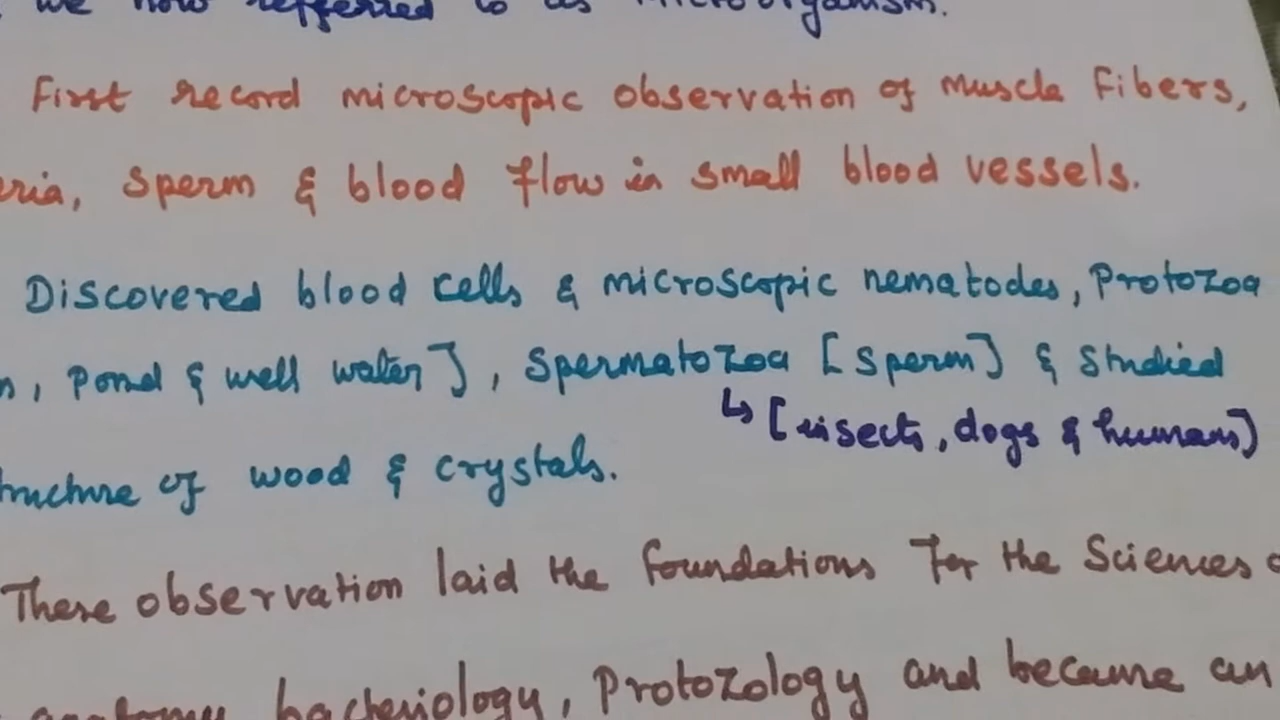 we now refferred to as microorganism.
First record microscopic observation of muscle Fibers,
eria, sperm & blood flow in small blood vessels.
Discovered blood cells & microscopic nematodes, Protozoa
n, Pond & well water], Spermatozoa [sperm] & Studied
↳ [insects, dogs & humans]
tructure of wood & crystals.
These observation laid the foundations For the Sciences
anatomy bacteriology, Protozology and became an